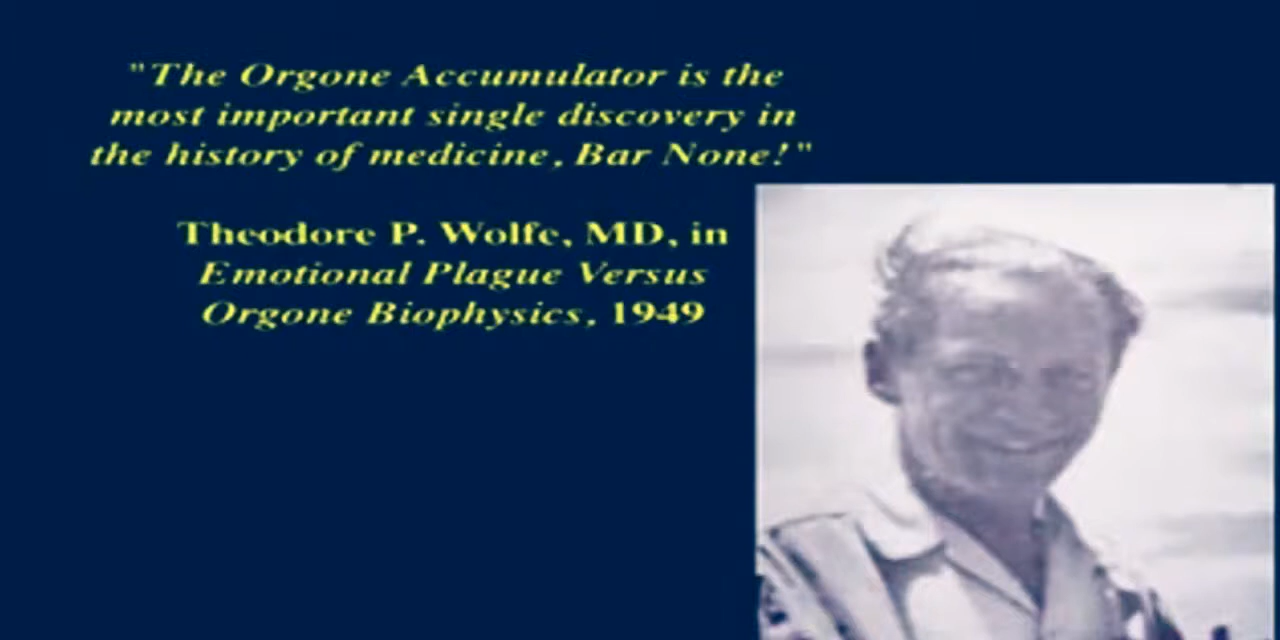 "The Orgone Accumulator is the
most important single discovery in
the history of medicine, Bar None!"
Theodore P. Wolfe, MD, in
Emotional Plague Versus
Orgone Biophysics, 1949